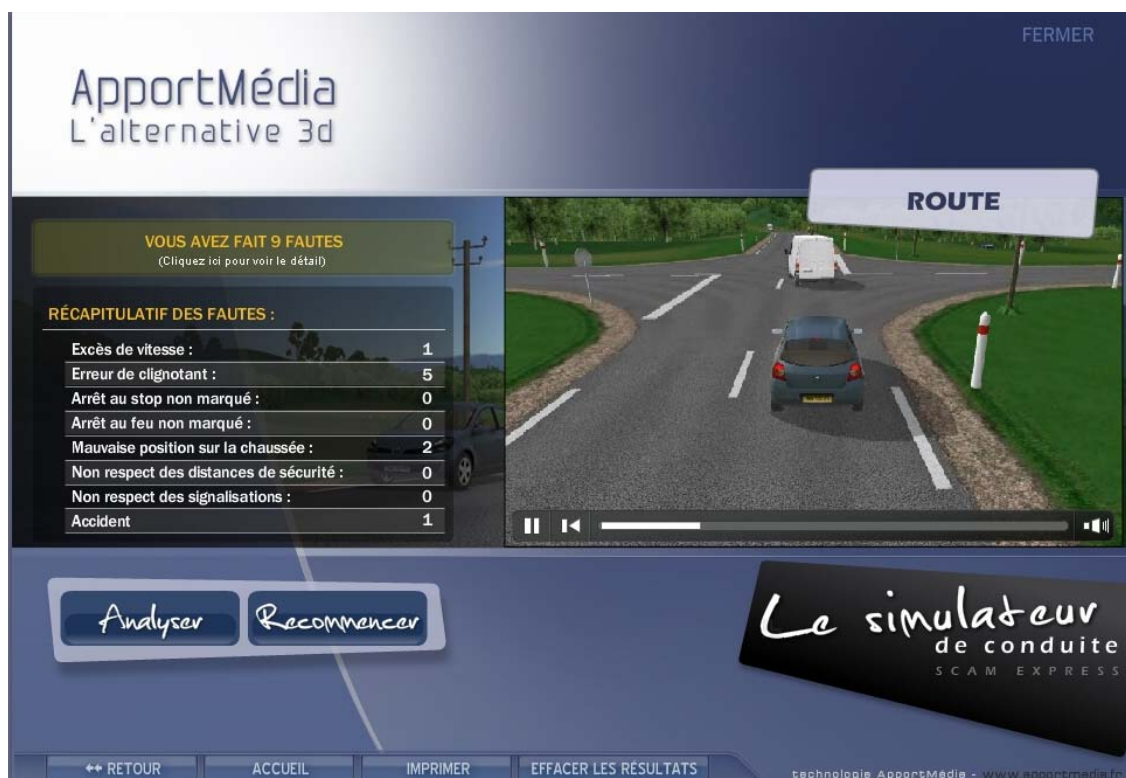 FERMER
ApportMédia
L'alternative 3d
ROUTE
VOUS AVEZ FAIT 9 FAUTES
(Cliquez ici pour voir le détail)
RÉCAPITULATIF DES FAUTES :
Excès de vitesse : 1
Erreur de clignotant : 5
Arrêt au stop non marqué : 0
Arrêt au feu non marqué : 0
Mauvaise position sur la chaussée : 2
Non respect des distances de sécurité : 0
Non respect des signalisations : 0
Accident 1
Analyser
Recommencer
Le simulateur
de conduite
SCAM EXPRESS
RETOUR
ACCUEIL
IMPRIMER
EFFACER LES RÉSULTATS
technologie ApportMédia - www.apportmedia.fr